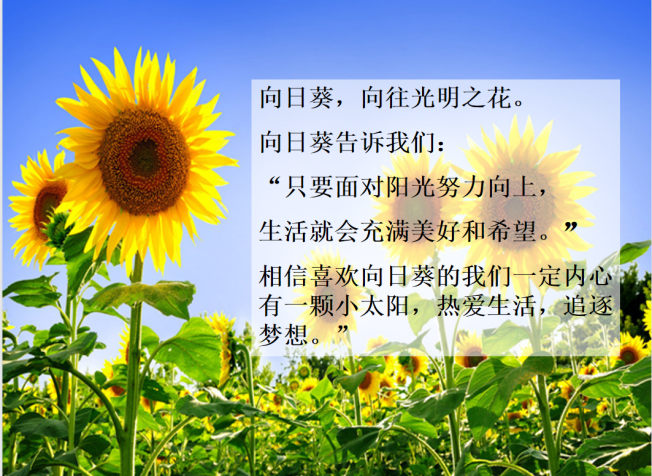 向日葵，向往光明之花。
向日葵告诉我们：
“只要面对阳光努力向上，
生活就会充满美好和希望。”
相信喜欢向日葵的我们一定内心
有一颗小太阳，热爱生活，追逐
梦想。”